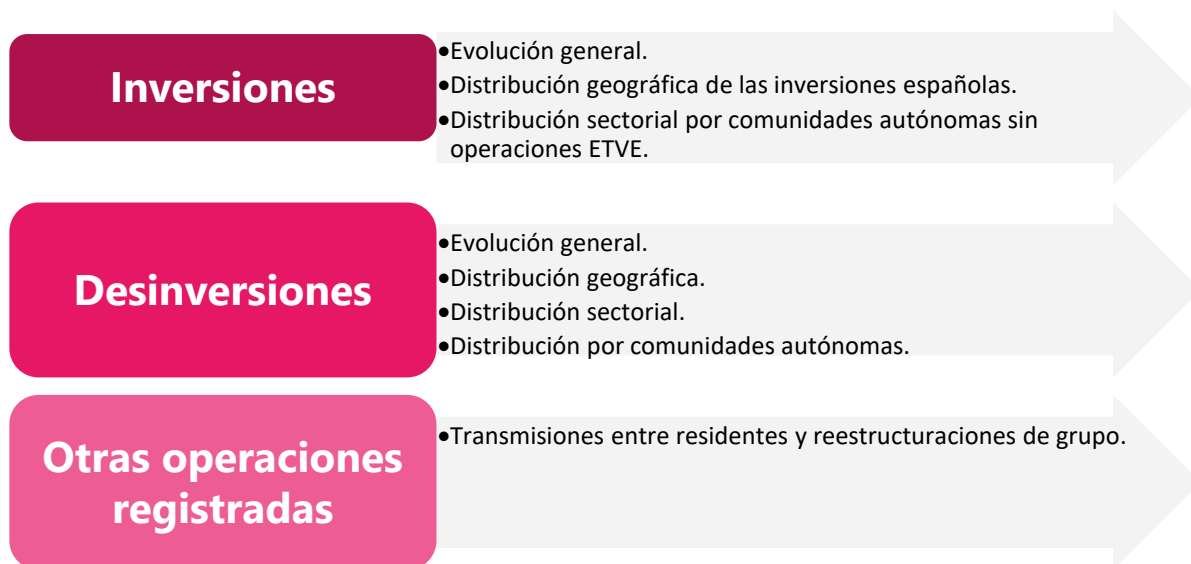 Inversiones
•Evolución general.
•Distribución geográfica de las inversiones españolas.
•Distribución sectorial por comunidades autónomas sin
operaciones ETVE.
Desinversiones
•Evolución general.
•Distribución geográfica.
•Distribución sectorial.
•Distribución por comunidades autónomas.
Otras operaciones
registradas
•Transmisiones entre residentes y reestructuraciones de grupo.